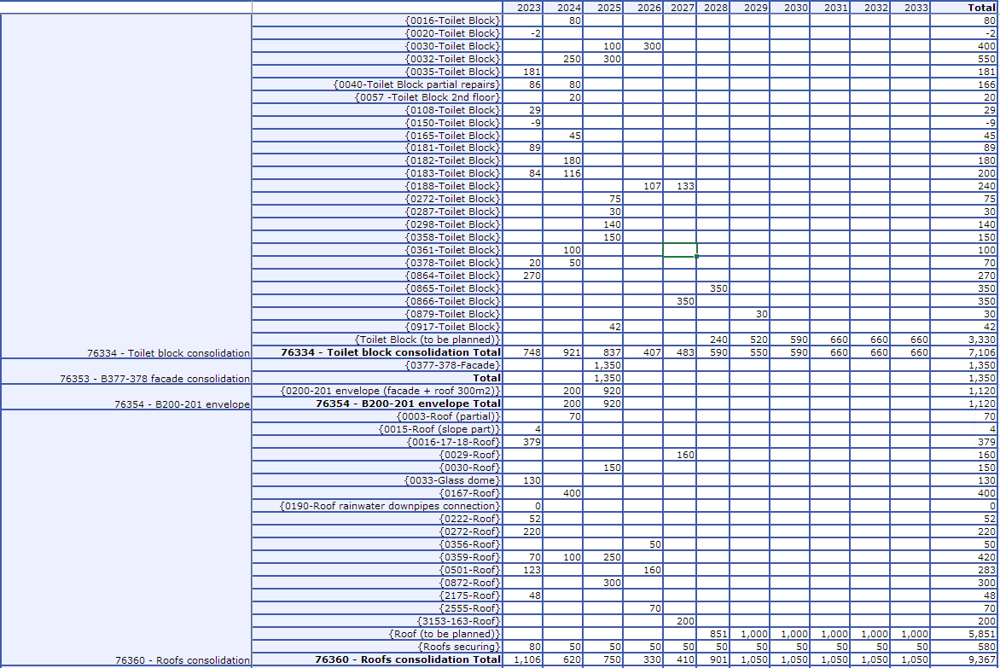 2023 2024 2025 2026 2027 2028 2029 2030 2031 2032 2033 Total
{0016-Toilet Block} 80 80
{0020-Toilet Block} -2 -2
{0030-Toilet Block} 100 300 400
{0032-Toilet Block} 250 300 550
{0035-Toilet Block} 181 181
{0040-Toilet Block partial repairs} 86 80 166
{0057 -Toilet Block 2nd floor} 20 20
{0108-Toilet Block} 29 29
{0150-Toilet Block} -9 -9
{0165-Toilet Block} 45 45
{0181-Toilet Block} 89 89
{0182-Toilet Block} 180 180
{0183-Toilet Block} 84 116 200
{0188-Toilet Block} 107 133 240
{0272-Toilet Block} 75 75
{0287-Toilet Block} 30 30
{0298-Toilet Block} 140 140
{0358-Toilet Block} 150 150
{0361-Toilet Block} 100 100
{0378-Toilet Block} 20 50 70
{0864-Toilet Block} 270 270
{0865-Toilet Block} 350 350
{0866-Toilet Block} 350 350
{0879-Toilet Block} 30 30
{0917-Toilet Block} 42 42
{Toilet Block (to be planned)} 240 520 590 660 660 660 3,330
76334 - Toilet block consolidation 76334 - Toilet block consolidation Total 748 921 837 407 483 590 550 590 660 660 660 7,106
{0377-378-Facade} 1,350 1,350
76353 - B377-378 facade consolidation Total 1,350 1,350
{0200-201 envelope (facade + roof 300m2)} 200 920 1,120
76354 - B200-201 envelope 76354 - B200-201 envelope Total 200 920 1,120
{0003-Roof (partial)} 70 70
{0015-Roof (slope part)} 4 4
{0016-17-18-Roof} 379 379
{0029-Roof} 160 160
{0030-Roof} 150 150
{0033-Glass dome} 130 130
{0167-Roof} 400 400
{0190-Roof rainwater downpipes connection} 0 0
{0222-Roof} 52 52
{0272-Roof} 220 220
{0356-Roof} 50 50
{0359-Roof} 70 100 250 420
{0501-Roof} 123 160 283
{0872-Roof} 300 300
{2175-Roof} 48 48
{2555-Roof} 70 70
{3153-163-Roof} 200 200
{Roof (to be planned)} 851 1,000 1,000 1,000 1,000 1,000 5,851
{Roofs securing} 80 50 50 50 50 50 50 50 50 50 50 580
76360 - Roofs consolidation 76360 - Roofs consolidation Total 1,106 620 750 330 410 901 1,050 1,050 1,050 1,050 1,050 9,367